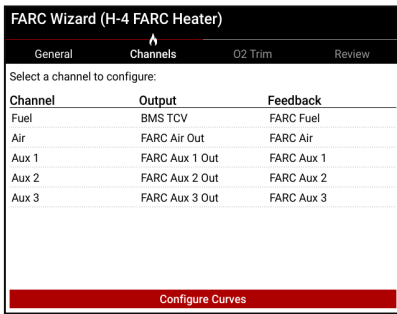 FARC Wizard (H-4 FARC Heater)
General Channels O2 Trim Review
Select a channel to configure:
Channel Output Feedback
Fuel BMS TCV FARC Fuel
Air FARC Air Out FARC Air
Aux 1 FARC Aux 1 Out FARC Aux 1
Aux 2 FARC Aux 2 Out FARC Aux 2
Aux 3 FARC Aux 3 Out FARC Aux 3
Configure Curves